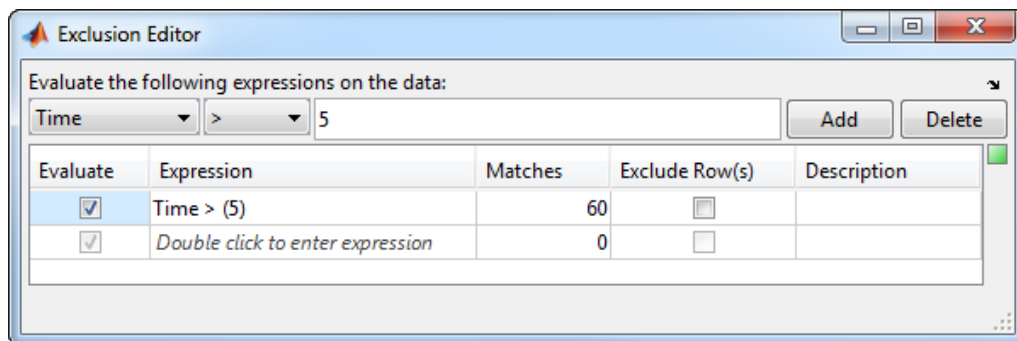 Exclusion Editor
Evaluate the following expressions on the data:
Time > 5 Add Delete
Evaluate Expression Matches Exclude Row(s) Description
Time > (5) 60
Double click to enter expression 0